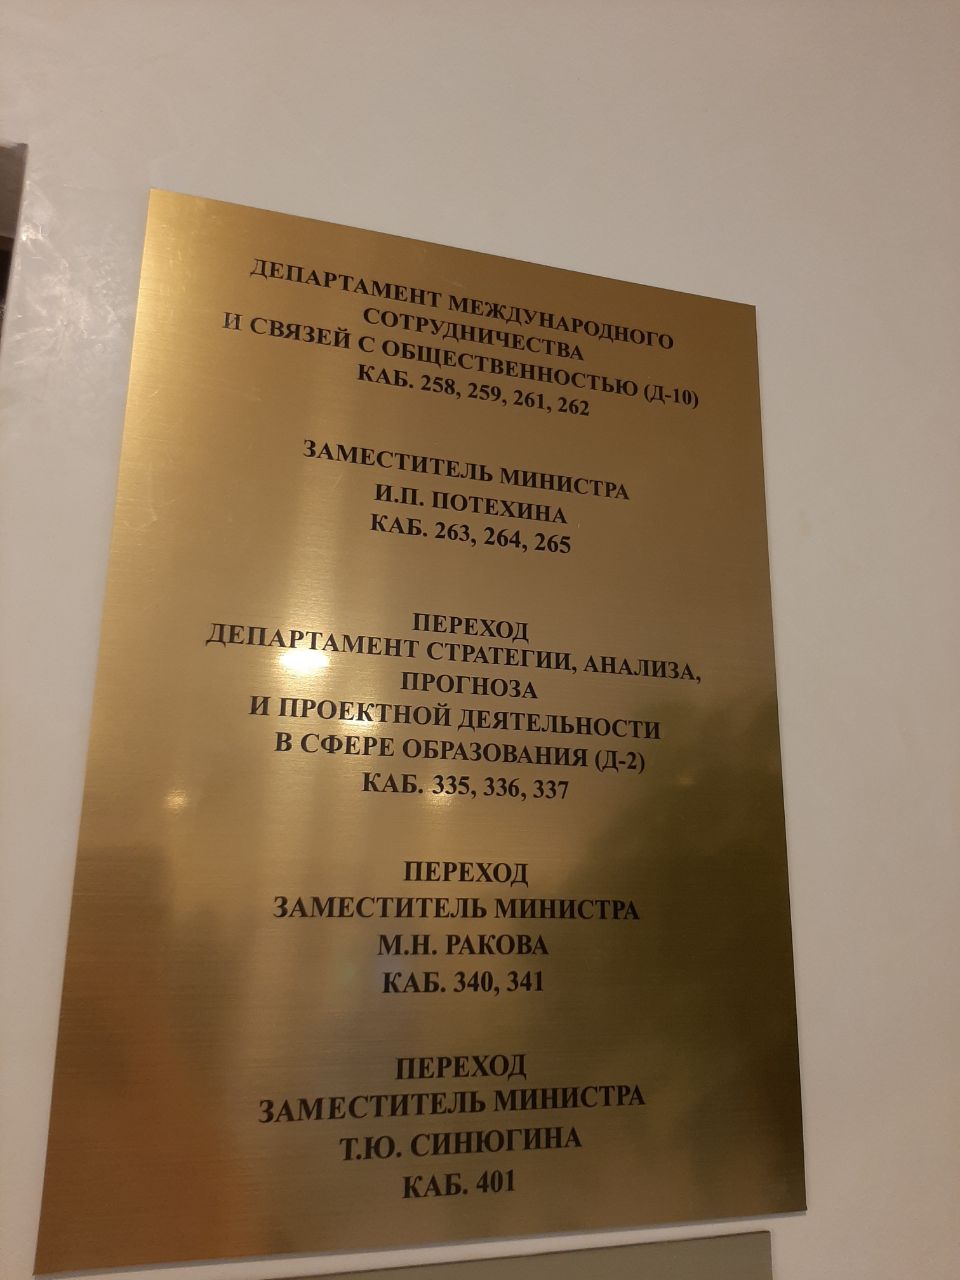 ДЕПАРТАМЕНТ МЕЖДУНАРОДНОГО
СОТРУДНИЧЕСТВА
И СВЯЗЕЙ С ОБЩЕСТВЕННОСТЬЮ (Д-10)
КАБ. 258, 259, 261, 262
ЗАМЕСТИТЕЛЬ МИНИСТРА
И.П. ПОТЕХИНА
КАБ. 263, 264, 265
ПЕРЕХОД
ДЕПАРТАМЕНТ СТРАТЕГИИ, АНАЛИЗА,
ПРОГНОЗА
И ПРОЕКТНОЙ ДЕЯТЕЛЬНОСТИ
В СФЕРЕ ОБРАЗОВАНИЯ (Д-2)
КАБ. 335, 336, 337
ПЕРЕХОД
ЗАМЕСТИТЕЛЬ МИНИСТРА
М.Н. РАКОВА
КАБ. 340, 341
ПЕРЕХОД
ЗАМЕСТИТЕЛЬ МИНИСТРА
Т.Ю. СИНЮГИНА
КАБ. 401